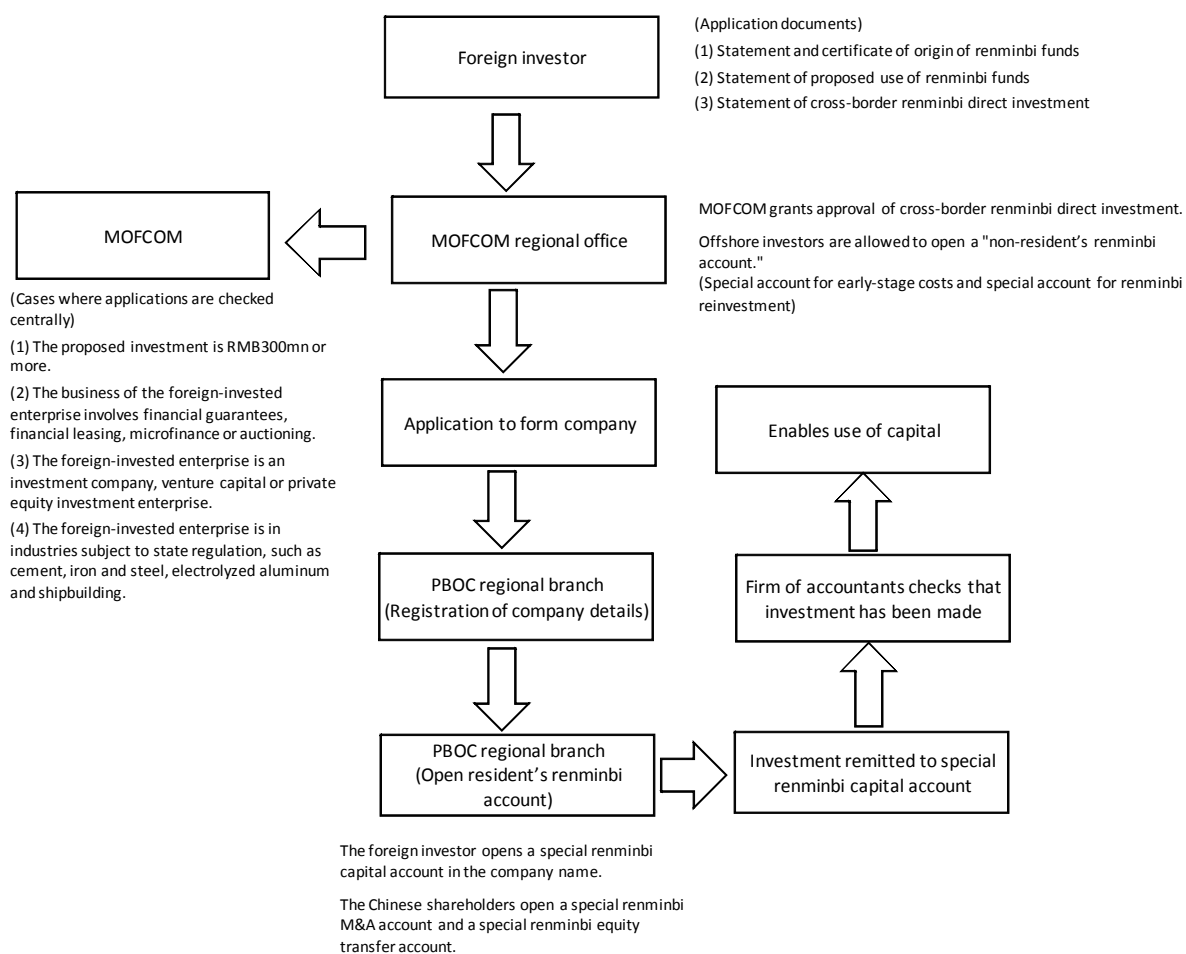 Foreign investor
(Application documents)
(1) Statement and certificate of origin of renminbi funds
(2) Statement of proposed use of renminbi funds
(3) Statement of cross-border renminbi direct investment
MOFCOM
MOFCOM regional office
MOFCOM grants approval of cross-border renminbi direct investment.
Offshore investors are allowed to open a "non-resident's renminbi
account."
(Special account for early-stage costs and special account for renminbi
reinvestment)
(Cases where applications are checked
centrally)
(1) The proposed investment is RMB300mn or
more.
(2) The business of the foreign-invested
enterprise involves financial guarantees,
financial leasing, microfinance or auctioning.
(3) The foreign-invested enterprise is an
investment company, venture capital or private
equity investment enterprise.
(4) The foreign-invested enterprise is in
industries subject to state regulation, such as
cement, iron and steel, electrolyzed aluminum
and shipbuilding.
Application to form company
PBOC regional branch
(Registration of company details)
PBOC regional branch
(Open resident's renminbi
account)
The foreign investor opens a special renminbi
capital account in the company name.
The Chinese shareholders open a special renminbi
M&A account and a special renminbi equity
transfer account.
Investment remitted to special
renminbi capital account
Firm of accountants checks that
investment has been made
Enables use of capital